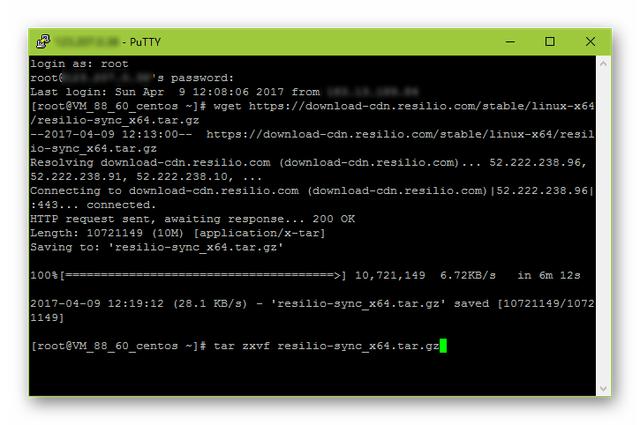 - PuTTY
login as: root
root@ 's password:
Last login: Sun Apr  9 12:08:06 2017 from
[root@VM_88_60_centos ~]# wget https://download-cdn.resilio.com/stable/linux-x64
/resilio-sync_x64.tar.gz
--2017-04-09 12:13:00--  https://download-cdn.resilio.com/stable/linux-x64/resil
io-sync_x64.tar.gz
Resolving download-cdn.resilio.com (download-cdn.resilio.com)... 52.222.238.96,
52.222.238.91, 52.222.238.10, ...
Connecting to download-cdn.resilio.com (download-cdn.resilio.com)|52.222.238.96|
:443... connected.
HTTP request sent, awaiting response... 200 OK
Length: 10721149 (10M) [application/x-tar]
Saving to: 'resilio-sync_x64.tar.gz'
100%[======================================>] 10,721,149  6.72KB/s   in 6m 12s
2017-04-09 12:19:12 (28.1 KB/s) - 'resilio-sync_x64.tar.gz' saved [10721149/1072
1149]
[root@VM_88_60_centos ~]# tar zxvf resilio-sync_x64.tar.gz